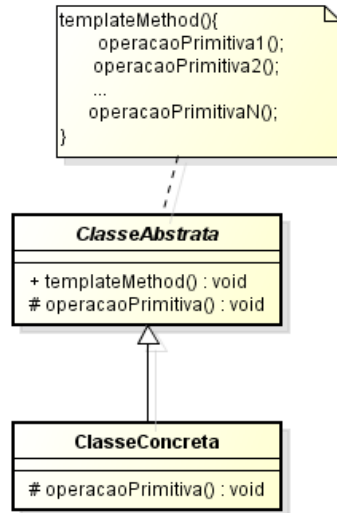 templateMethod(){
operacaoPrimitiva1();
operacaoPrimitiva2();
...
operacaoPrimitivaN();
}
ClasseAbstrata
+ templateMethod() : void
# operacaoPrimitiva() : void
ClasseConcreta
# operacaoPrimitiva() : void